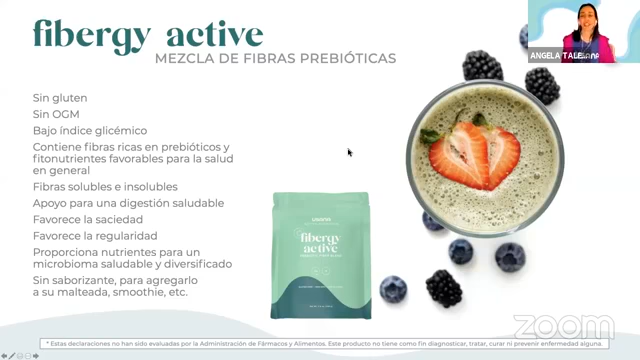 fibergy active
MEZCLA DE FIBRAS PREBIÓTICAS
ANGELA TALE
Sin gluten
Sin OGM
Bajo índice glicémico
Contiene fibras ricas en prebióticos y
fitonutrientes favorables para la salud
en general
Fibras solubles e insolubles
Apoyo para una digestión saludable
Favorece la saciedad
Favorece la regularidad
Proporciona nutrientes para un
microbioma saludable y diversificado
Sin saborizante, para agregarlo
a su malteada, smoothie, etc.
fibergy
active
zoom
* Estas declaraciones no han sido evaluadas por la Administración de Fármacos y Alimentos. Este producto no tiene como fin diagnosticar, tratar, curar ni prevenir enfermedad alguna.